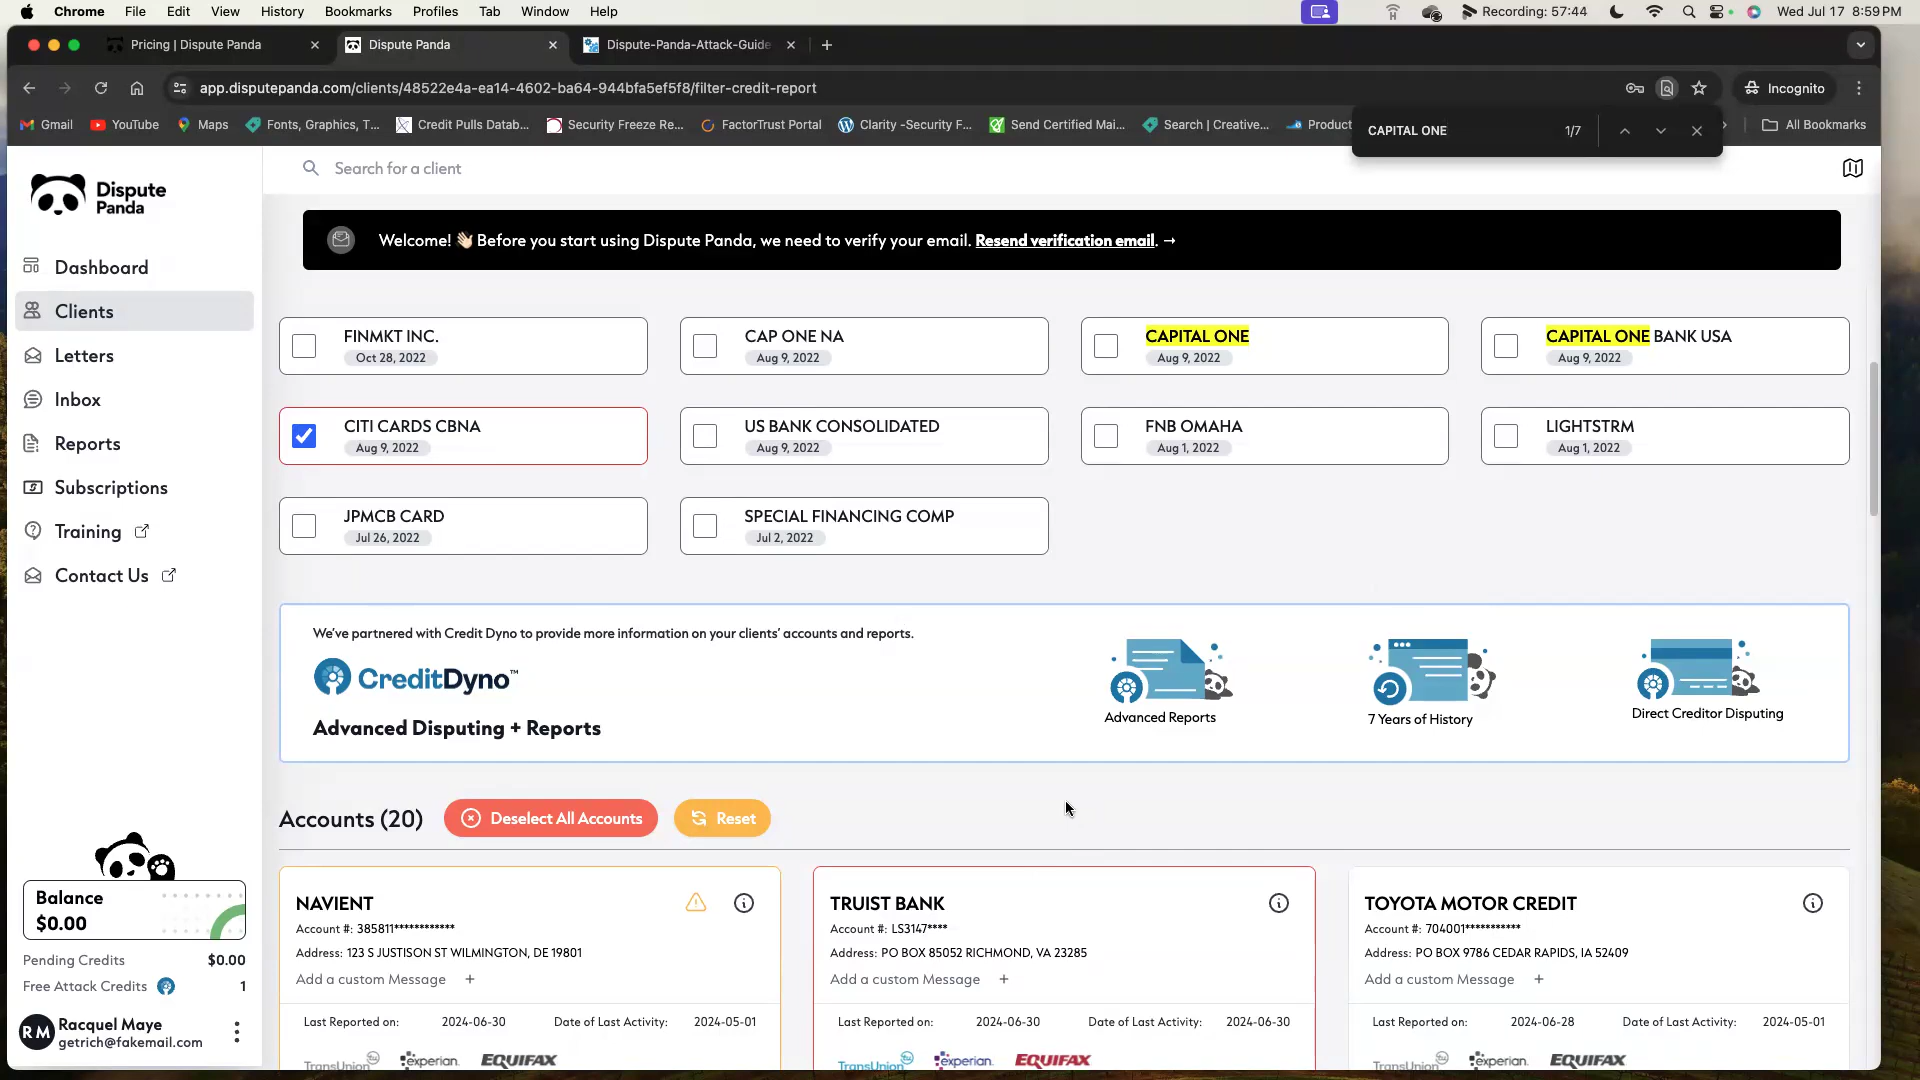 Chrome File Edit View History Bookmarks Profiles Tab Window Help Recording: 57:44 Wed Jul 17 8:59 PM
Pricing | Dispute Panda
Dispute Panda
Dispute-Panda-Attack-Guide
app.disputepanda.com/clients/48522e4a-ea14-4602-ba64-944bfa5ef5f8/filter-credit-report
Incognito
Gmail YouTube Maps Fonts, Graphics, T... Credit Pulls Datab... Security Freeze Re... FactorTrust Portal Clarity -Security F... Send Certified Mai... Search | Creative... Product All Bookmarks
CAPITAL ONE 1/7
Dispute Panda
Search for a client
Dashboard
Clients
Letters
Inbox
Reports
Subscriptions
Training
Contact Us
Welcome! 👋🏻 Before you start using Dispute Panda, we need to verify your email. Resend verification email. →
FINMKT INC.
Oct 28, 2022
CAP ONE NA
Aug 9, 2022
CAPITAL ONE
Aug 9, 2022
CAPITAL ONE BANK USA
Aug 9, 2022
CITI CARDS CBNA
Aug 9, 2022
US BANK CONSOLIDATED
Aug 9, 2022
FNB OMAHA
Aug 1, 2022
LIGHTSTRM
Aug 1, 2022
JPMCB CARD
Jul 26, 2022
SPECIAL FINANCING COMP
Jul 2, 2022
We've partnered with Credit Dyno to provide more information on your clients' accounts and reports.
CreditDyno™
Advanced Disputing + Reports
Advanced Reports
7 Years of History
Direct Creditor Disputing
Accounts (20)
Deselect All Accounts
Reset
NAVIENT
Account #: 385811************
Address: 123 S JUSTISON ST WILMINGTON, DE 19801
Add a custom Message +
Last Reported on: 2024-06-30 Date of Last Activity: 2024-05-01
TransUnion experian. EQUIFAX
TRUIST BANK
Account #: LS3147****
Address: PO BOX 85052 RICHMOND, VA 23285
Add a custom Message +
Last Reported on: 2024-06-30 Date of Last Activity: 2024-06-30
TransUnion experian. EQUIFAX
TOYOTA MOTOR CREDIT
Account #: 704001***********
Address: PO BOX 9786 CEDAR RAPIDS, IA 52409
Add a custom Message +
Last Reported on: 2024-06-28 Date of Last Activity: 2024-05-01
TransUnion experian. EQUIFAX
Balance
$0.00
Pending Credits $0.00
Free Attack Credits 1
RM
Racquel Maye
getrich@fakemail.com